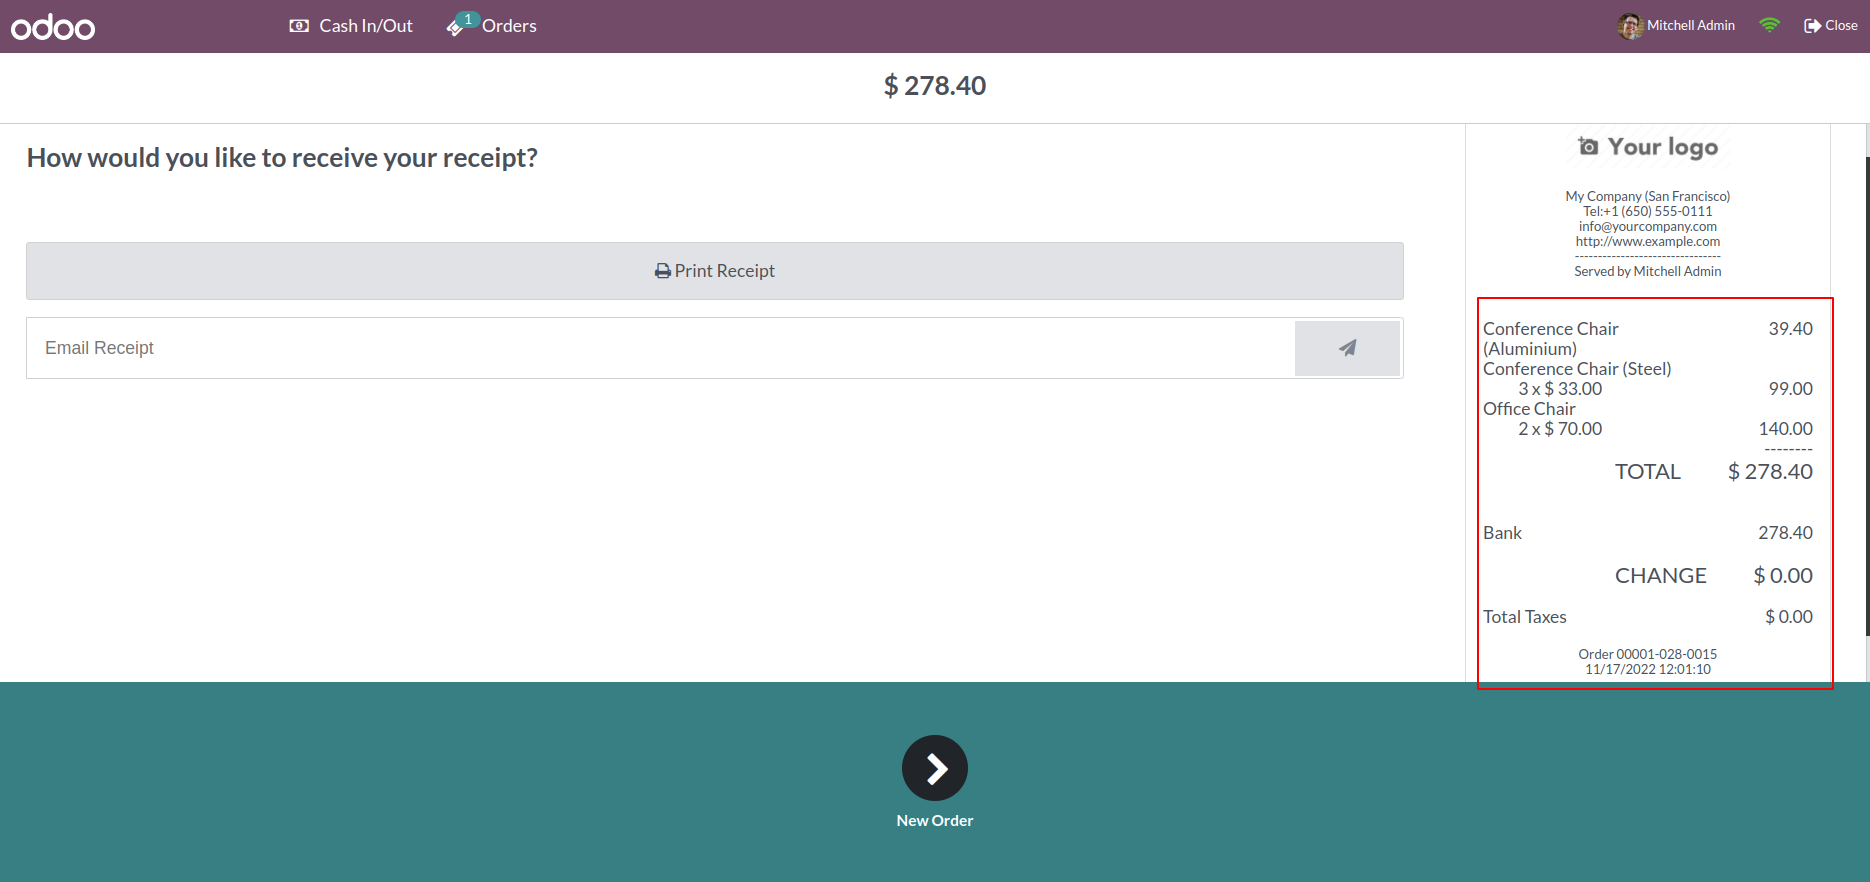 odoo
Cash In/Out
1
Orders
Mitchell Admin
Close
$ 278.40
How would you like to receive your receipt?
Print Receipt
Email Receipt
Your logo
My Company (San Francisco)
Tel:+1 (650) 555-0111
info@yourcompany.com
http://www.example.com
--------------------------------
Served by Mitchell Admin
Conference Chair 39.40
(Aluminium)
Conference Chair (Steel)
3 x $ 33.00 99.00
Office Chair
2 x $ 70.00 140.00
--------
TOTAL $ 278.40
Bank 278.40
CHANGE $ 0.00
Total Taxes $ 0.00
Order 00001-028-0015
11/17/2022 12:01:10
New Order